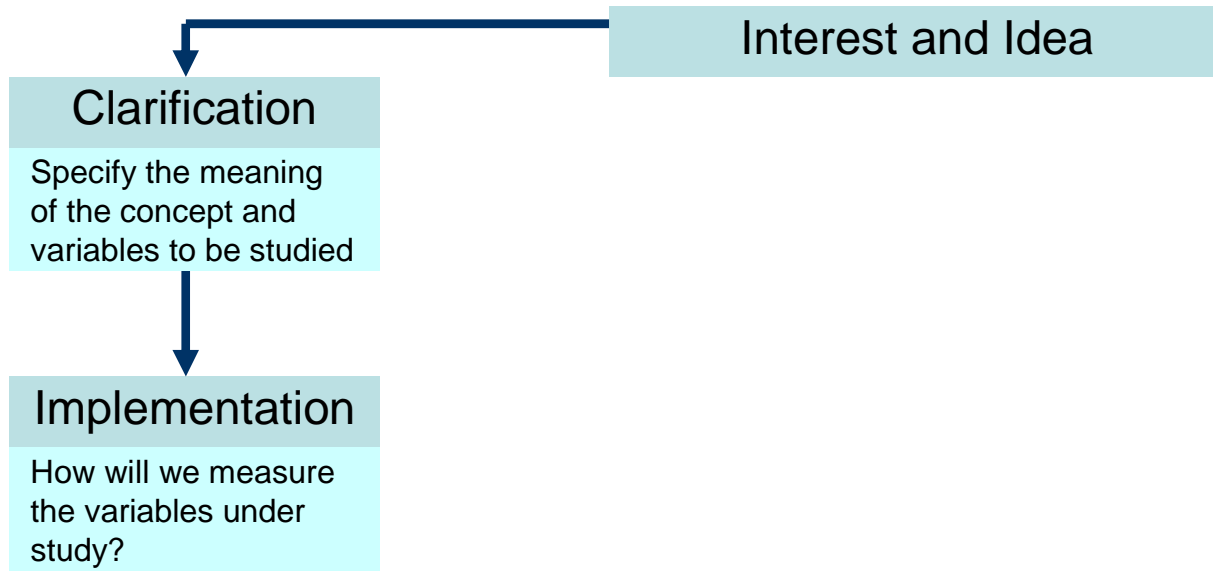 Interest and Idea
Clarification
Specify the meaning
of the concept and
variables to be studied
Implementation
How will we measure
the variables under
study?